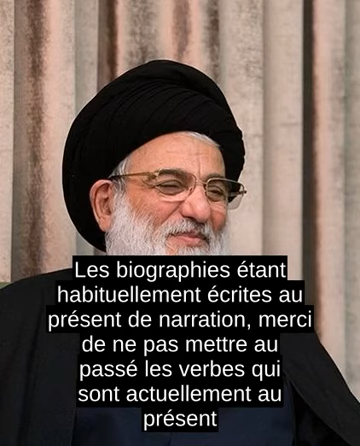 Les biographies étant
habituellement écrites au
présent de narration, merci
de ne pas mettre au
passé les verbes qui
sont actuellement au
présent